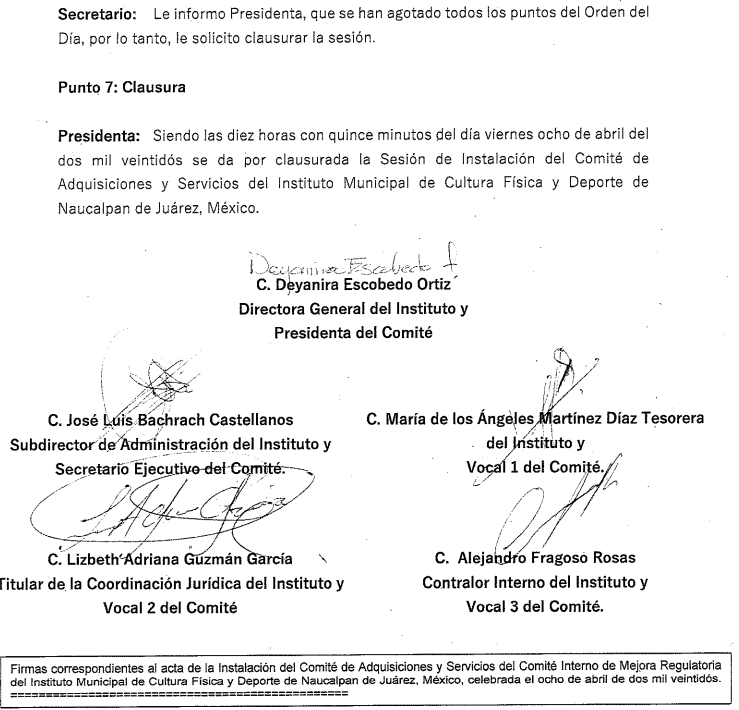 Secretario: Le informo Presidenta, que se han agotado todos los puntos del Orden del
Día, por lo tanto, le solicito clausurar la sesión.
Punto 7: Clausura
Presidenta: Siendo las diez horas con quince minutos del día viernes ocho de abril del
dos mil veintidós se da por clausurada la Sesión de Instalación del Comité de
Adquisiciones y Servicios del Instituto Municipal de Cultura Física y Deporte de
Naucalpan de Juárez, México.
Deyanira Escobedo
C. Deyanira Escobedo Ortiz
Directora General del Instituto y
Presidenta del Comité
C. José Luis Bachrach Castellanos
Subdirector de Administración del Instituto y
Secretario Ejecutivo del Comité.
C. María de los Ángeles Martínez Díaz Tesorera
del Instituto y
Vocal 1 del Comité.
C. Lizbeth Adriana Guzmán García
Titular de la Coordinación Jurídica del Instituto y
Vocal 2 del Comité
C. Alejandro Fragoso Rosas
Contralor Interno del Instituto y
Vocal 3 del Comité.
Firmas correspondientes al acta de la Instalación del Comité de Adquisiciones y Servicios del Comité Interno de Mejora Regulatoria
del Instituto Municipal de Cultura Física y Deporte de Naucalpan de Juárez, México, celebrada el ocho de abril de dos mil veintidós.
================================================